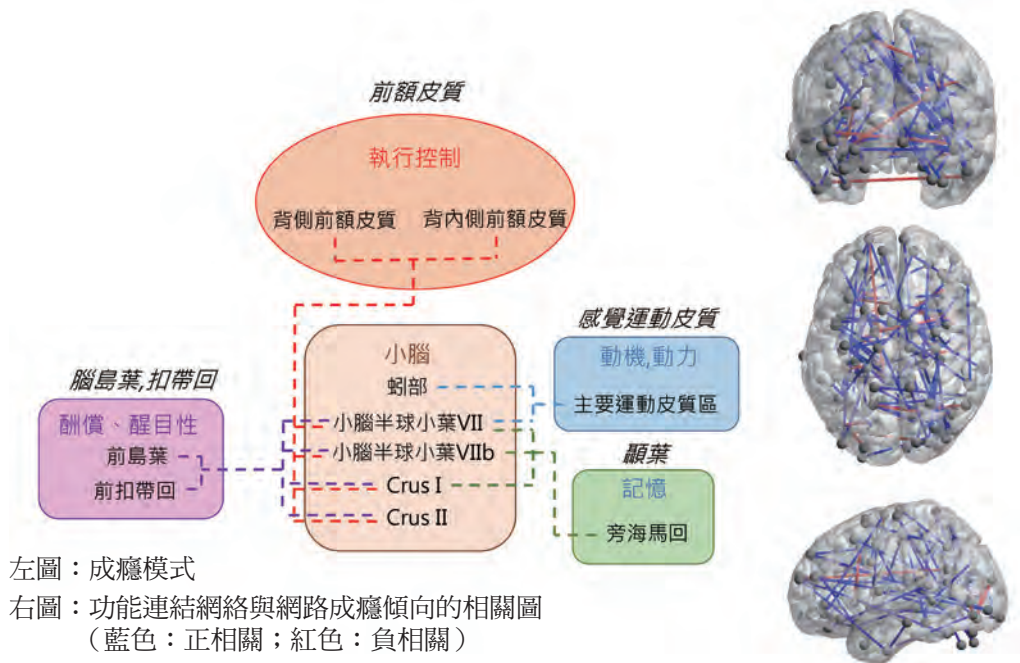 前額皮質
執行控制
背側前額皮質 背內側前額皮質
感覺運動皮質
動機,動力
主要運動皮質區
小腦
蚓部
小腦半球小葉VII
小腦半球小葉VIIb
Crus I
Crus II
腦島葉,扣帶回
酬償、醒目性
前島葉
前扣帶回
顳葉
記憶
旁海馬回
左圖：成癮模式
右圖：功能連結網絡與網路成癮傾向的相關圖
（藍色：正相關；紅色：負相關）